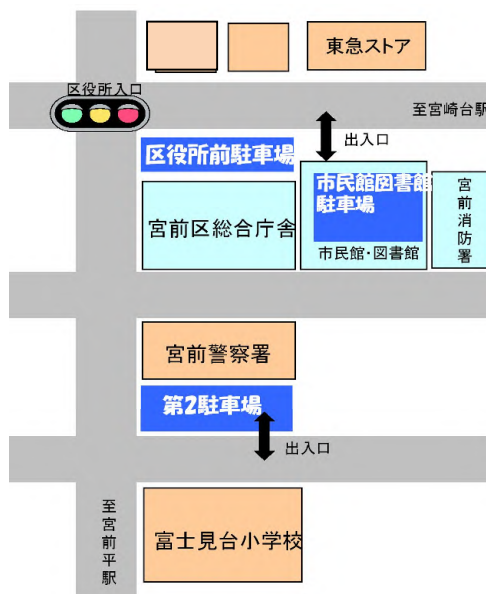 東急ストア
区役所入口
至宮崎台駅
出入口
区役所前駐車場
市民館図書館
駐車場
宮前消防署
宮前区総合庁舎
市民館・図書館
宮前警察署
第2駐車場
出入口
至宮前平駅
富士見台小学校